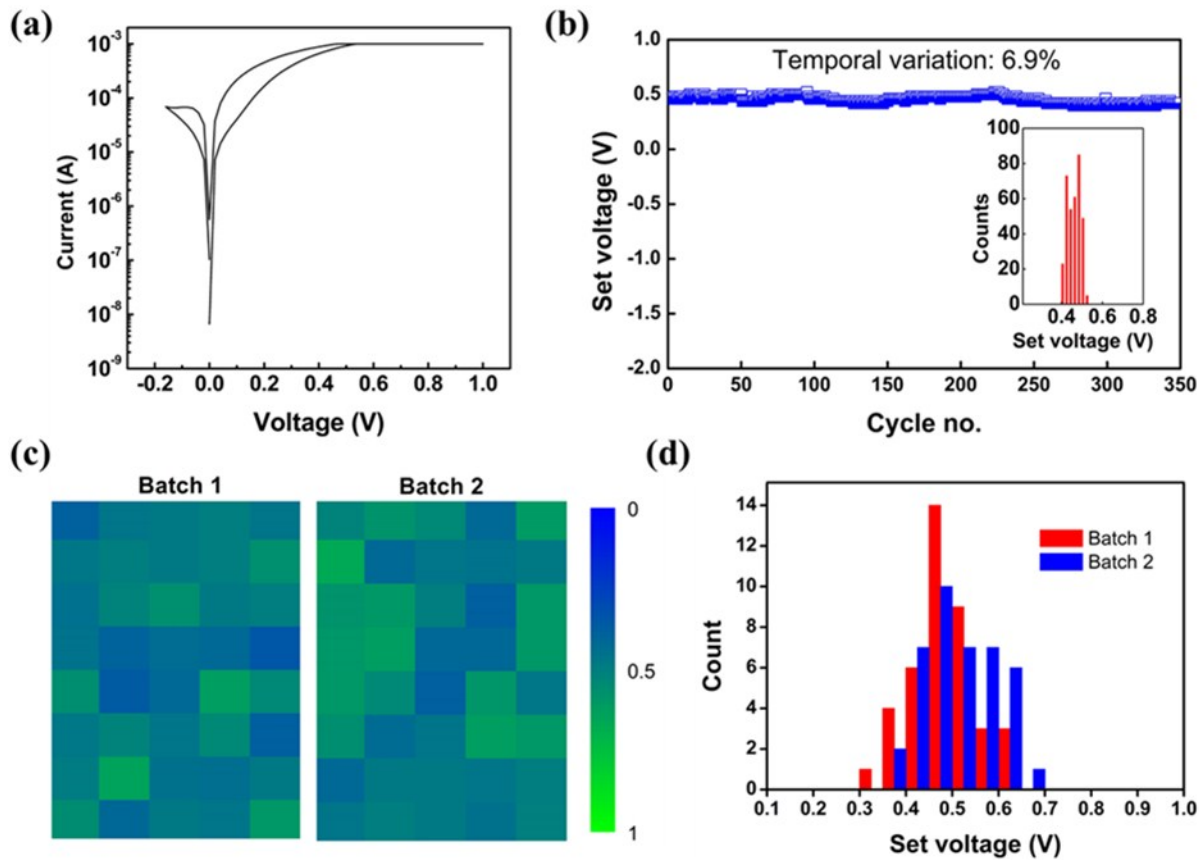 (a)
10⁻³
10⁻⁴
10⁻⁵
10⁻⁶
10⁻⁷
10⁻⁸
10⁻⁹
Current (A)
-0.2 0.0 0.2 0.4 0.6 0.8 1.0
Voltage (V)
(b)
1.0
0.5
0.0
-0.5
-1.0
-1.5
-2.0
Set voltage (V)
Temporal variation: 6.9%
100
80
60
40
20
0
Counts
0.4 0.6 0.8
Set voltage (V)
0 50 100 150 200 250 300 350
Cycle no.
(c)
Batch 1
Batch 2
0
0.5
1
(d)
14
12
10
8
6
4
2
0
Count
Batch 1
Batch 2
0.1 0.2 0.3 0.4 0.5 0.6 0.7 0.8 0.9 1.0
Set voltage (V)